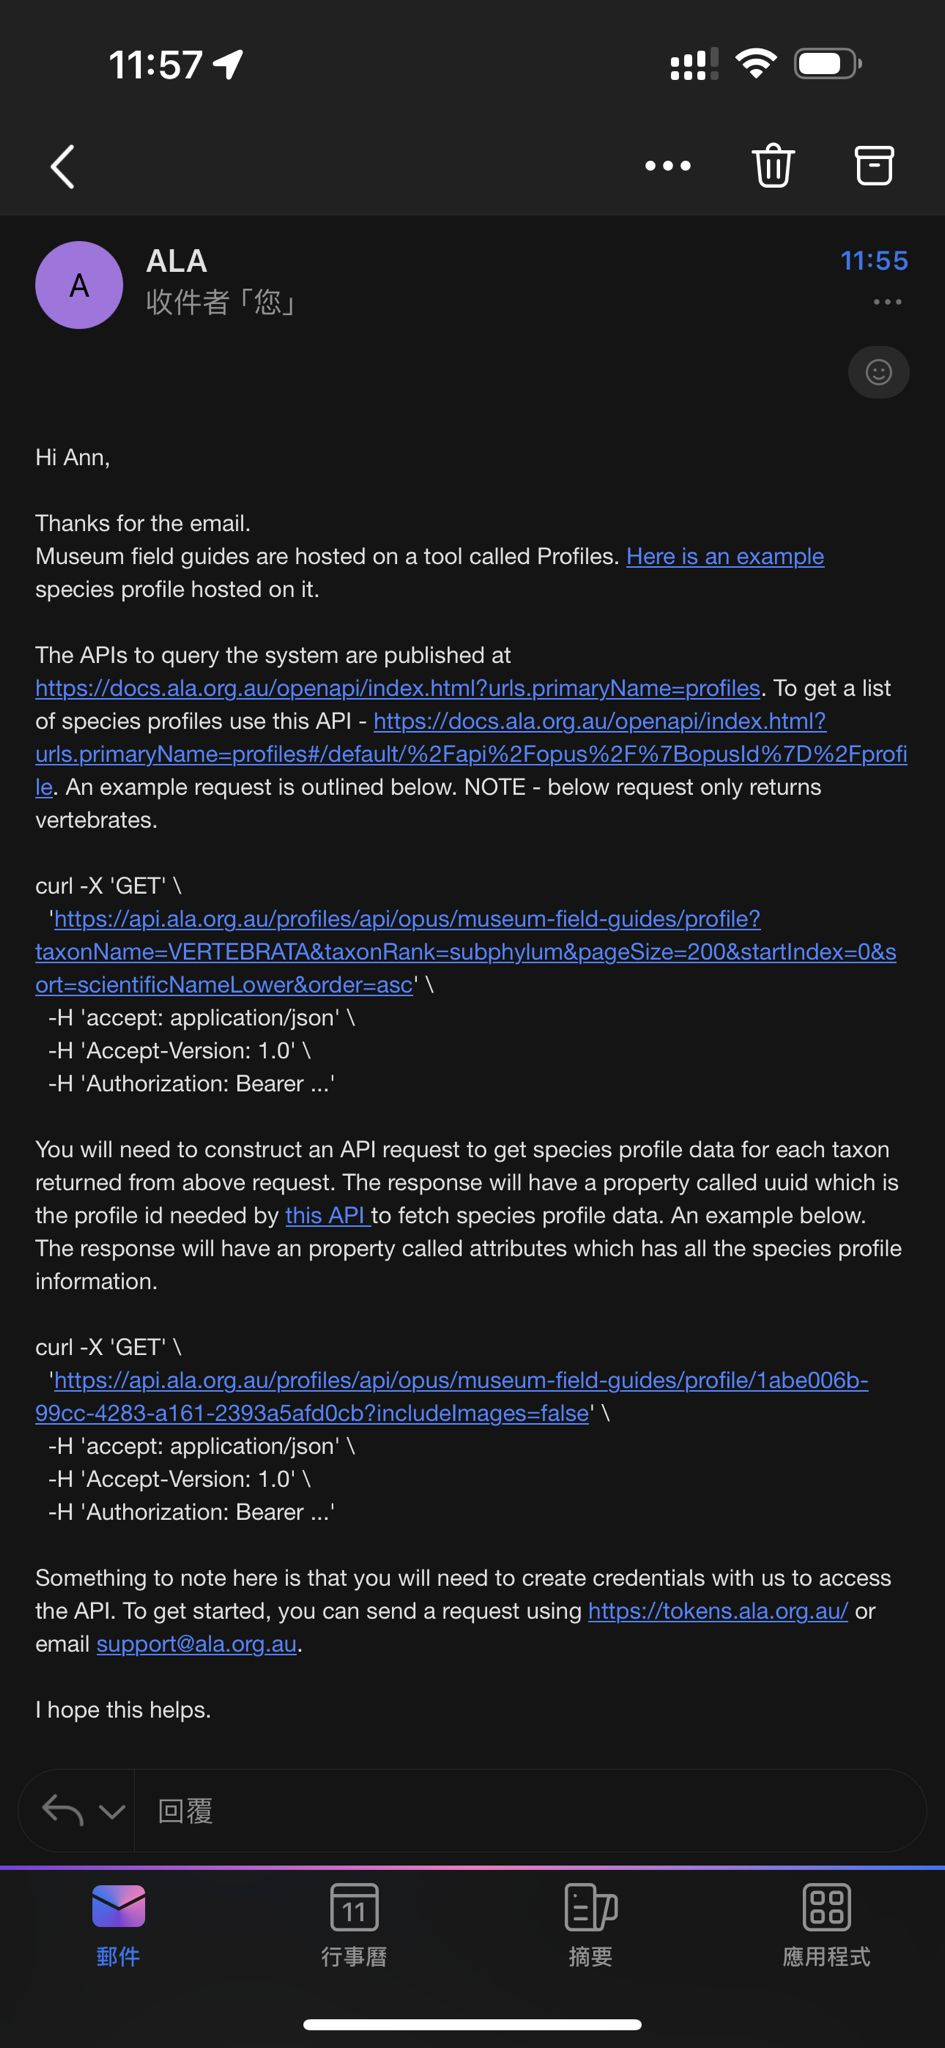 11:57
A
ALA
11:55
收件者「您」
Hi Ann,
Thanks for the email.
Museum field guides are hosted on a tool called Profiles. Here is an example
species profile hosted on it.
The APIs to query the system are published at
https://docs.ala.org.au/openapi/index.html?urls.primaryName=profiles. To get a list
of species profiles use this API - https://docs.ala.org.au/openapi/index.html?
urls.primaryName=profiles#/default/%2Fapi%2Fopus%2F%7BopusId%7D%2Fprofi
le. An example request is outlined below. NOTE - below request only returns
vertebrates.
curl -X 'GET' \
'https://api.ala.org.au/profiles/api/opus/museum-field-guides/profile?
taxonName=VERTEBRATA&taxonRank=subphylum&pageSize=200&startIndex=0&s
ort=scientificNameLower&order=asc' \
-H 'accept: application/json' \
-H 'Accept-Version: 1.0' \
-H 'Authorization: Bearer ...'
You will need to construct an API request to get species profile data for each taxon
returned from above request. The response will have a property called uuid which is
the profile id needed by this API to fetch species profile data. An example below.
The response will have an property called attributes which has all the species profile
information.
curl -X 'GET' \
'https://api.ala.org.au/profiles/api/opus/museum-field-guides/profile/1abe006b-
99cc-4283-a161-2393a5afd0cb?includeImages=false' \
-H 'accept: application/json' \
-H 'Accept-Version: 1.0' \
-H 'Authorization: Bearer ...'
Something to note here is that you will need to create credentials with us to access
the API. To get started, you can send a request using https://tokens.ala.org.au/ or
email support@ala.org.au.
I hope this helps.
回覆
11
郵件
行事曆
摘要
應用程式